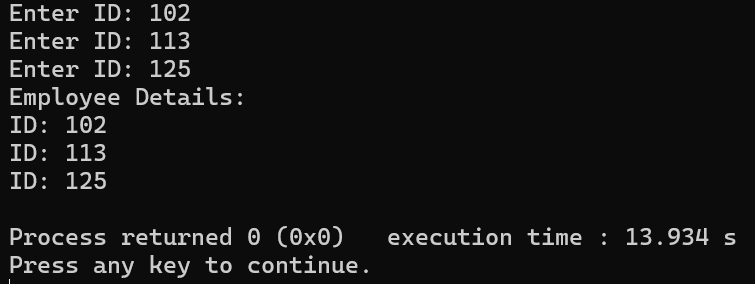 Enter ID: 102
Enter ID: 113
Enter ID: 125
Employee Details:
ID: 102
ID: 113
ID: 125
Process returned 0 (0x0)   execution time : 13.934 s
Press any key to continue.